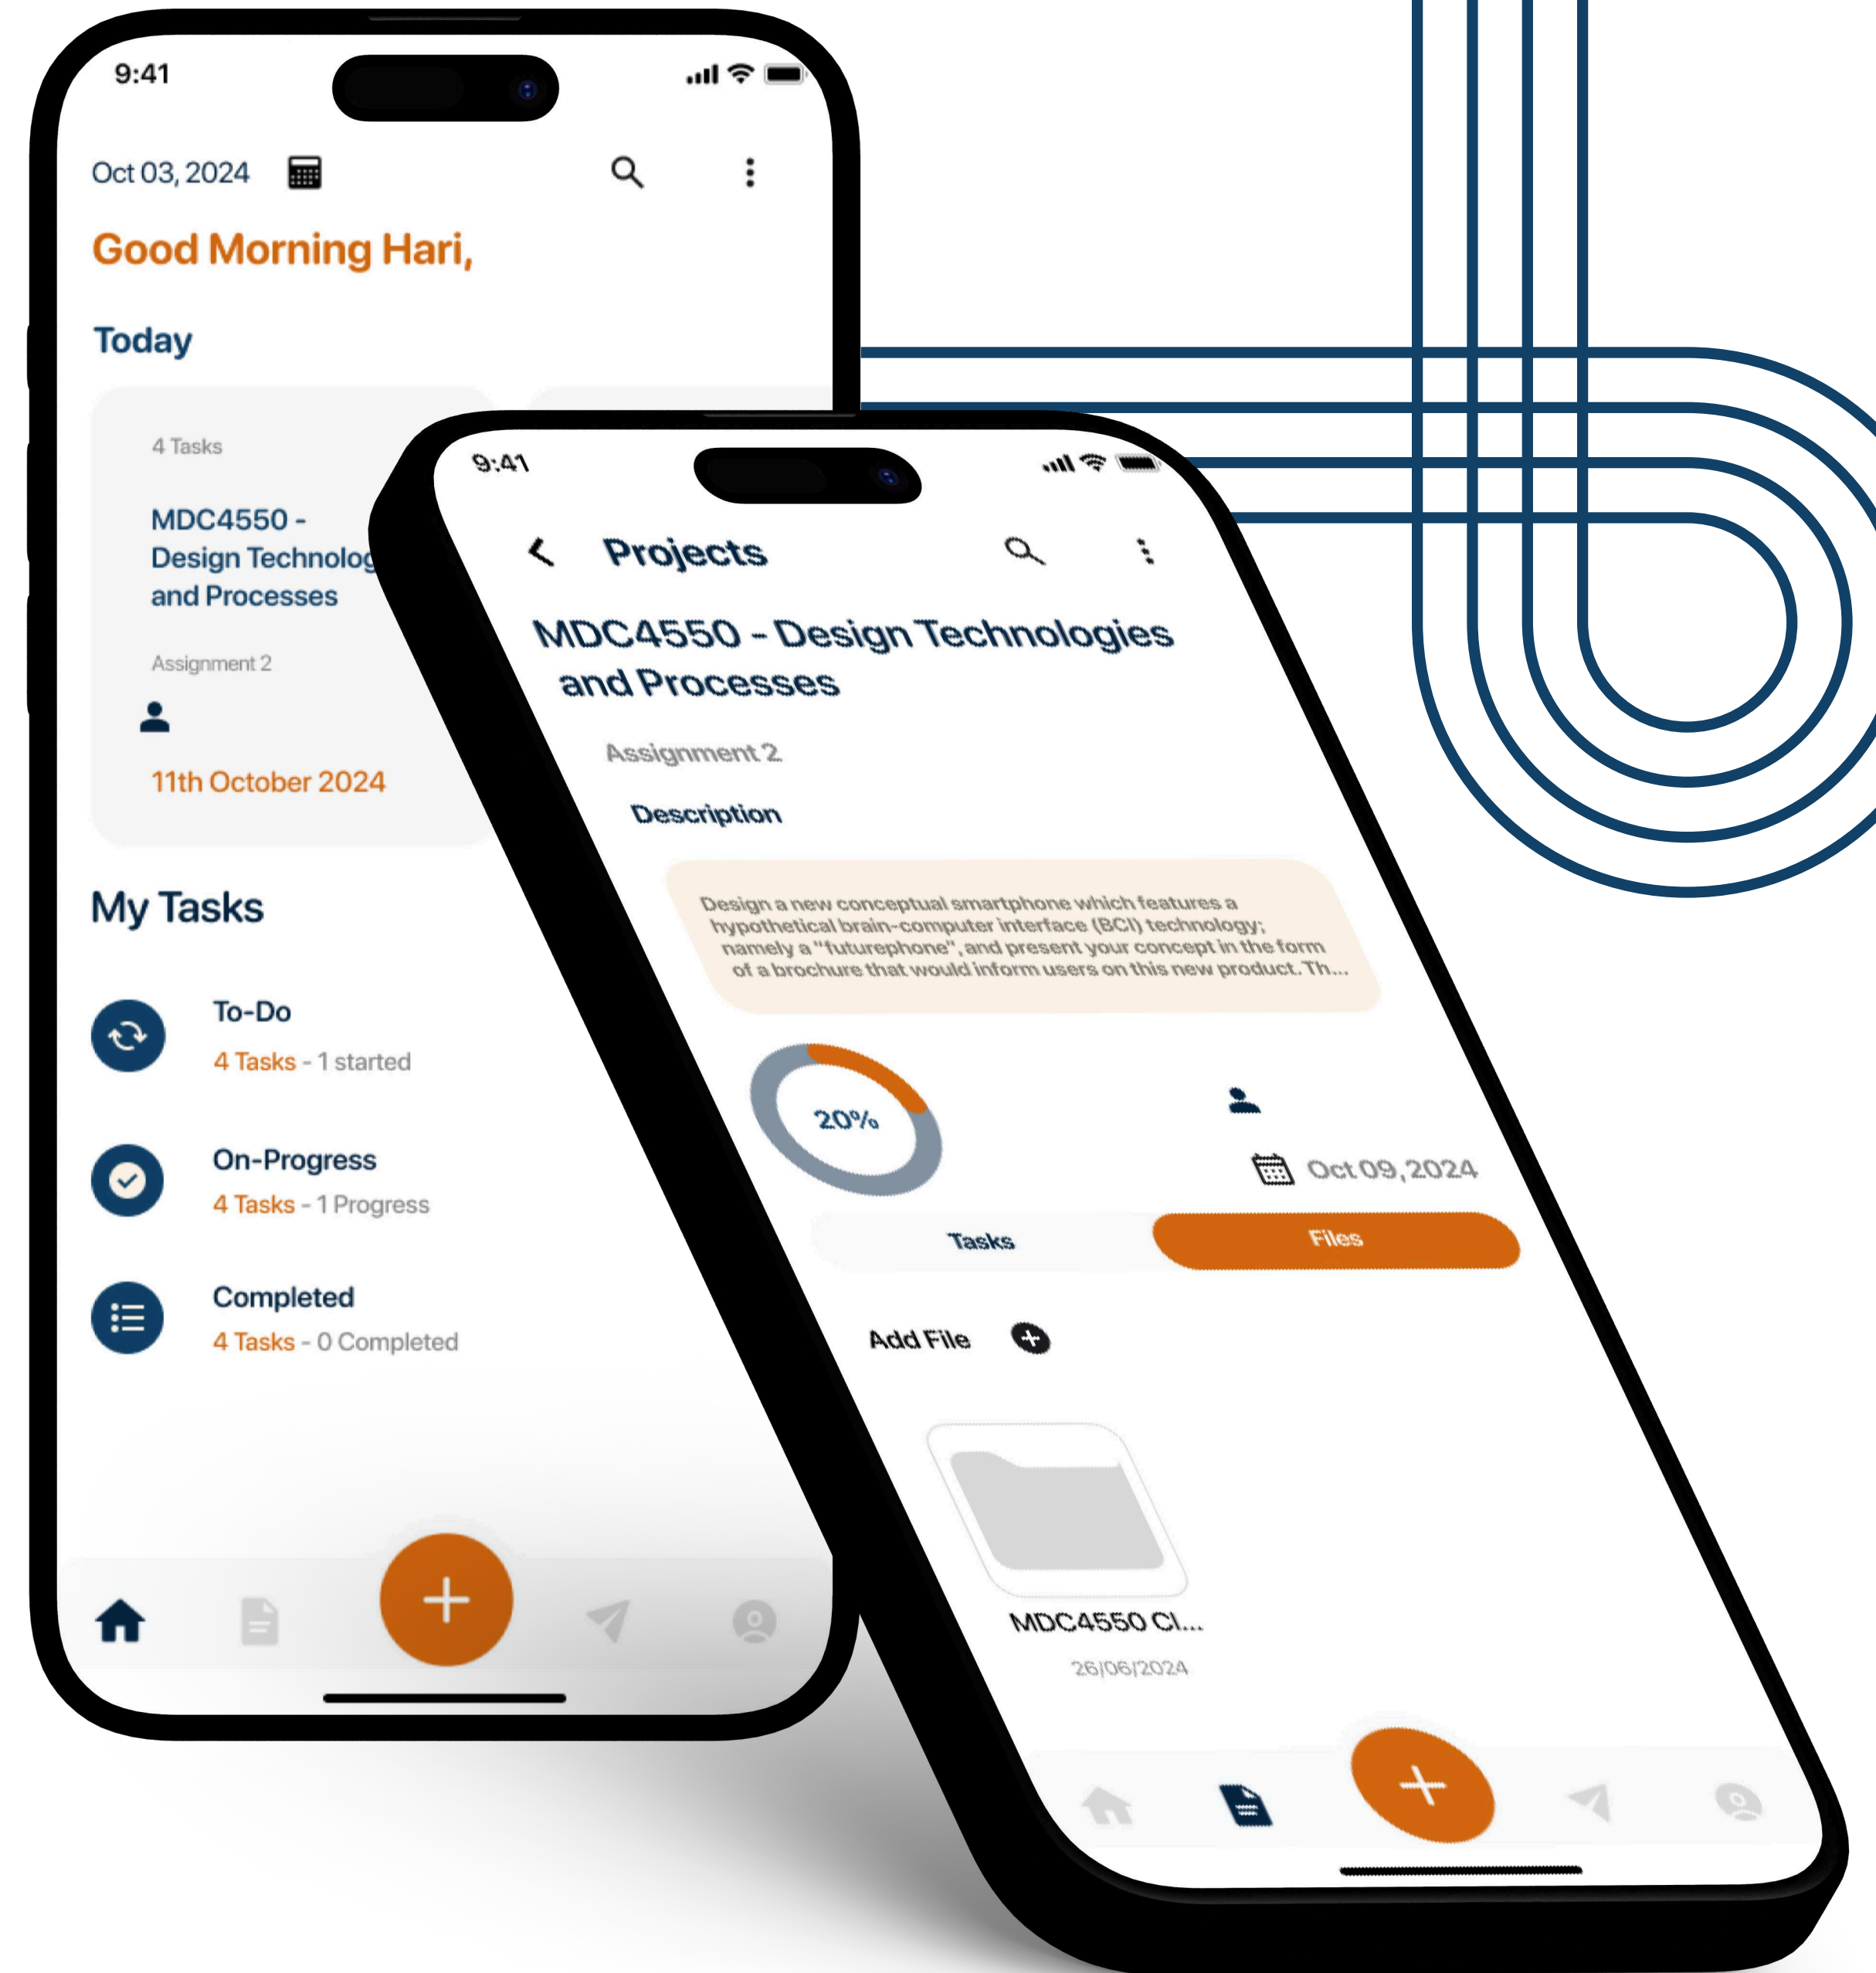 9:41
Oct 03, 2024
Good Morning Hari,
Today
4 Tasks
MDC4550 -
Design Technolog
and Processes
Assignment 2
11th October 2024
My Tasks
To-Do
4 Tasks - 1 started
On-Progress
4 Tasks - 1 Progress
Completed
4 Tasks - 0 Completed
9:41
Projects
MDC4550 - Design Technologies
and Processes
Assignment 2
Description
Design a new conceptual smartphone which features a
hypothetical brain-computer interface (BCI) technology;
namely a "futurephone", and present your concept in the form
of a brochure that would inform users on this new product. Th...
20%
Oct 09, 2024
Tasks
Files
Add File
MDC4550 Cl...
26/06/2024